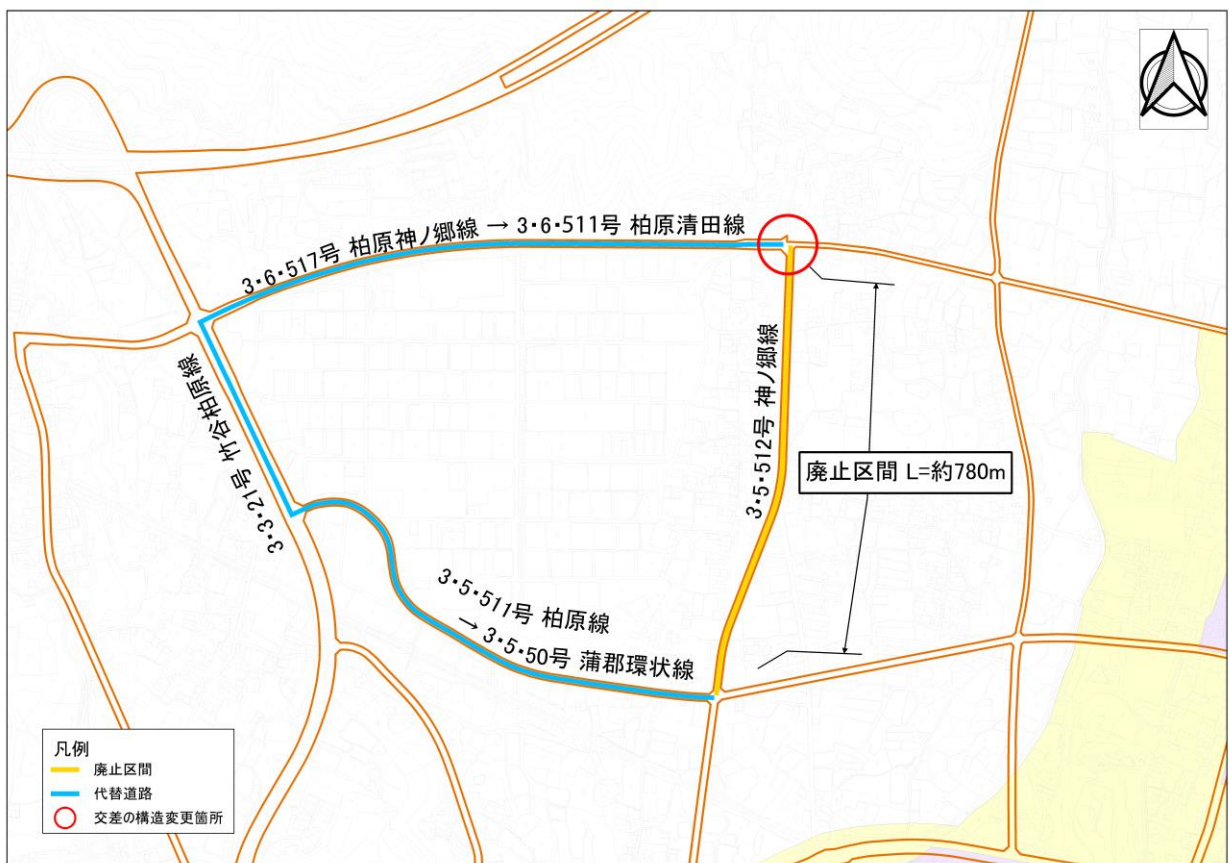 3・6・517号 柏原神ノ郷線 → 3・6・511号 柏原清田線
3・3・21号 竹谷柏原線
3・5・512号 神ノ郷線
廃止区間 L=約780m
3・5・511号 柏原線
→ 3・5・50号 蒲郡環状線
凡例
廃止区間
代替道路
交差の構造変更箇所